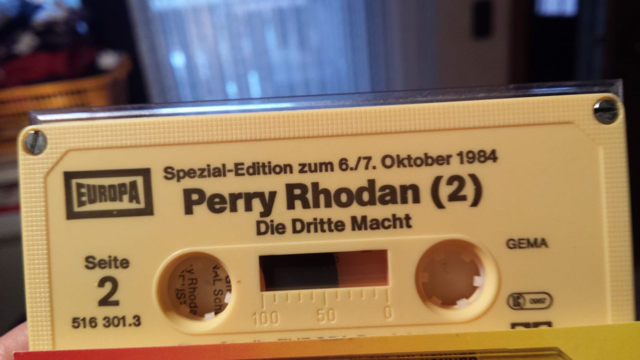 Spezial-Edition zum 6./7. Oktober 1984
EUROPA
Perry Rhodan (2)
Die Dritte Macht
GEMA
Seite
2
516 301.3
100 50 0